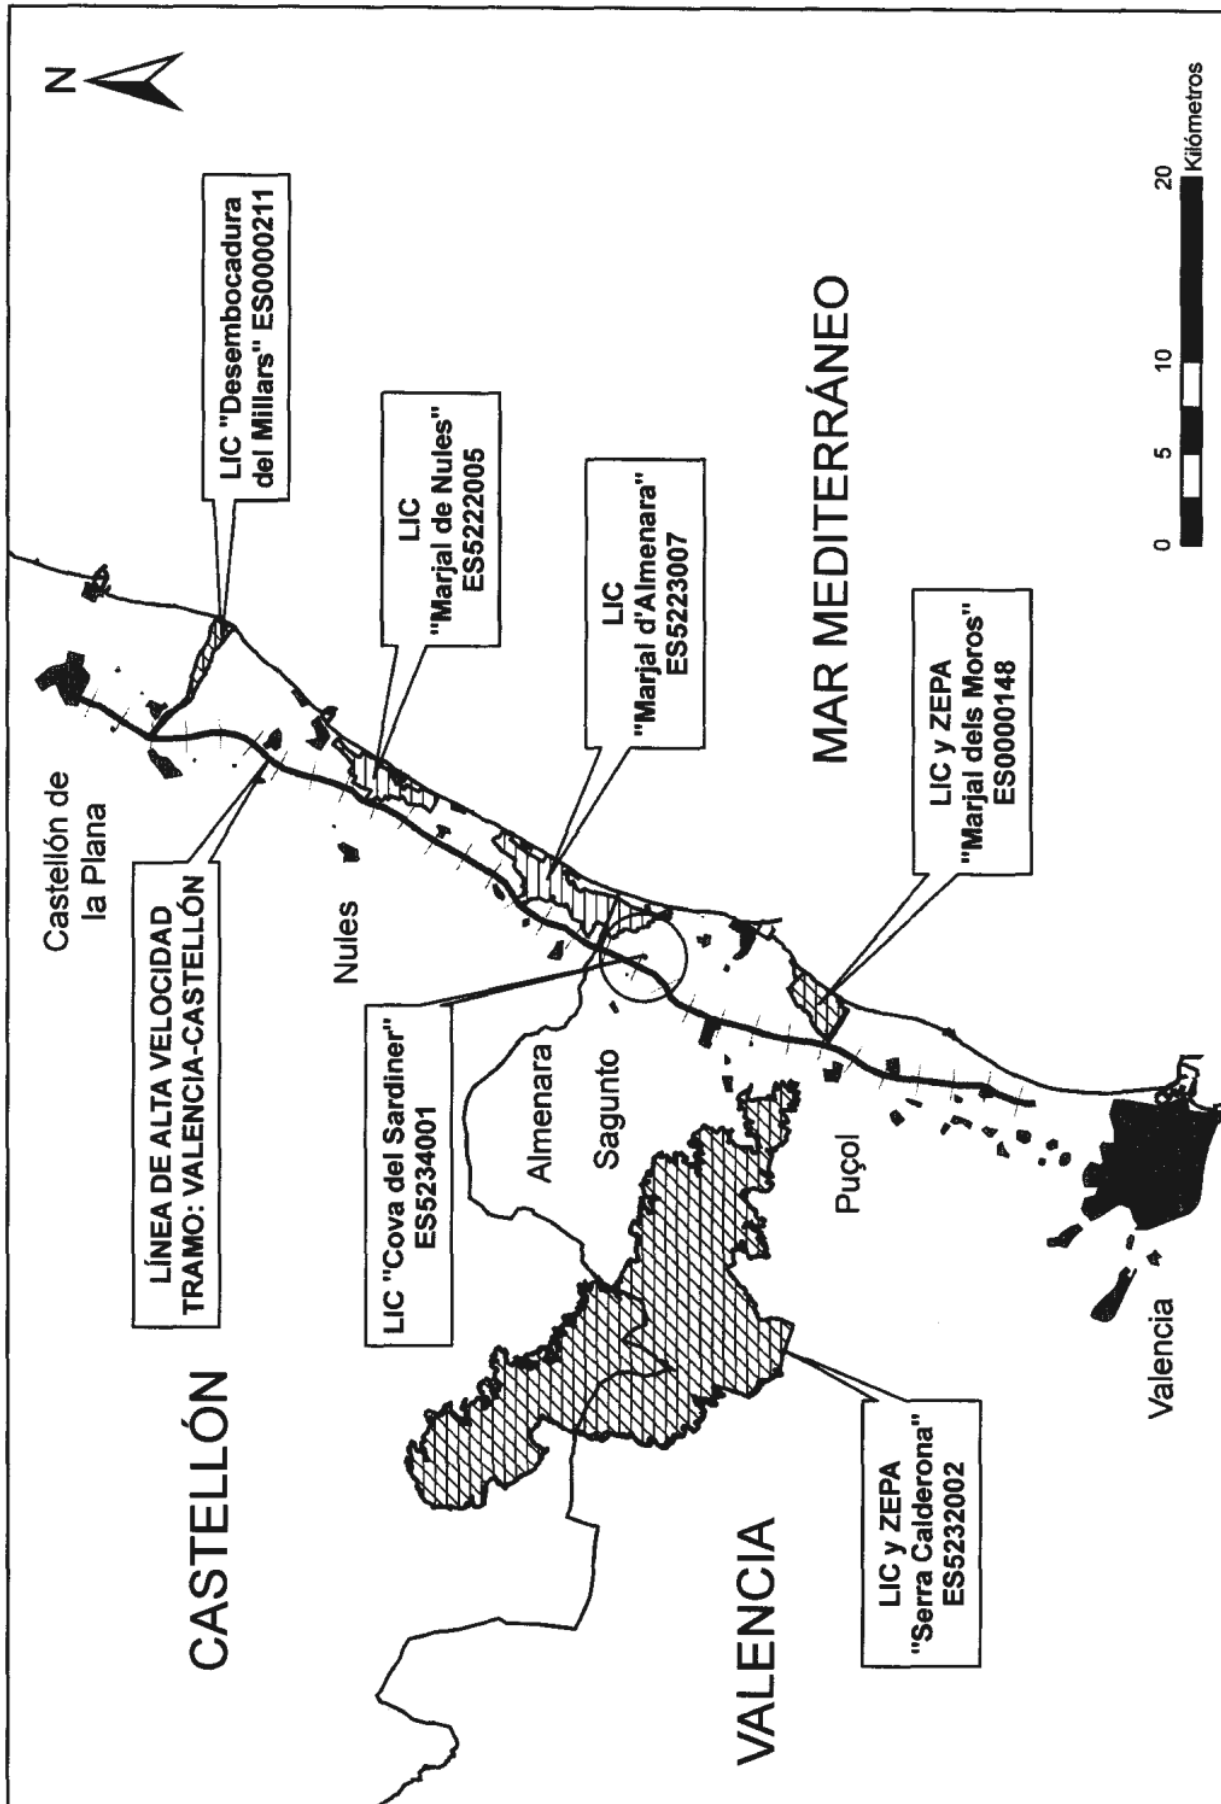 N
LIC "Desembocadura
del Millars" ES0000211
Castellón de
la Plana
LÍNEA DE ALTA VELOCIDAD
TRAMO: VALENCIA-CASTELLÓN
CASTELLÓN
LIC
"Marjal de Nules"
ES5222005
Nules
LIC "Cova del Sardiner"
ES5234001
LIC
"Marjal d'Almenara"
ES5223007
Almenara
Sagunto
MAR MEDITERRÁNEO
Puçol
LIC y ZEPA
"Marjal dels Moros"
ES0000148
VALENCIA
LIC y ZEPA
"Serra Calderona"
ES5232002
Valencia
0 5 10 20
Kilómetros